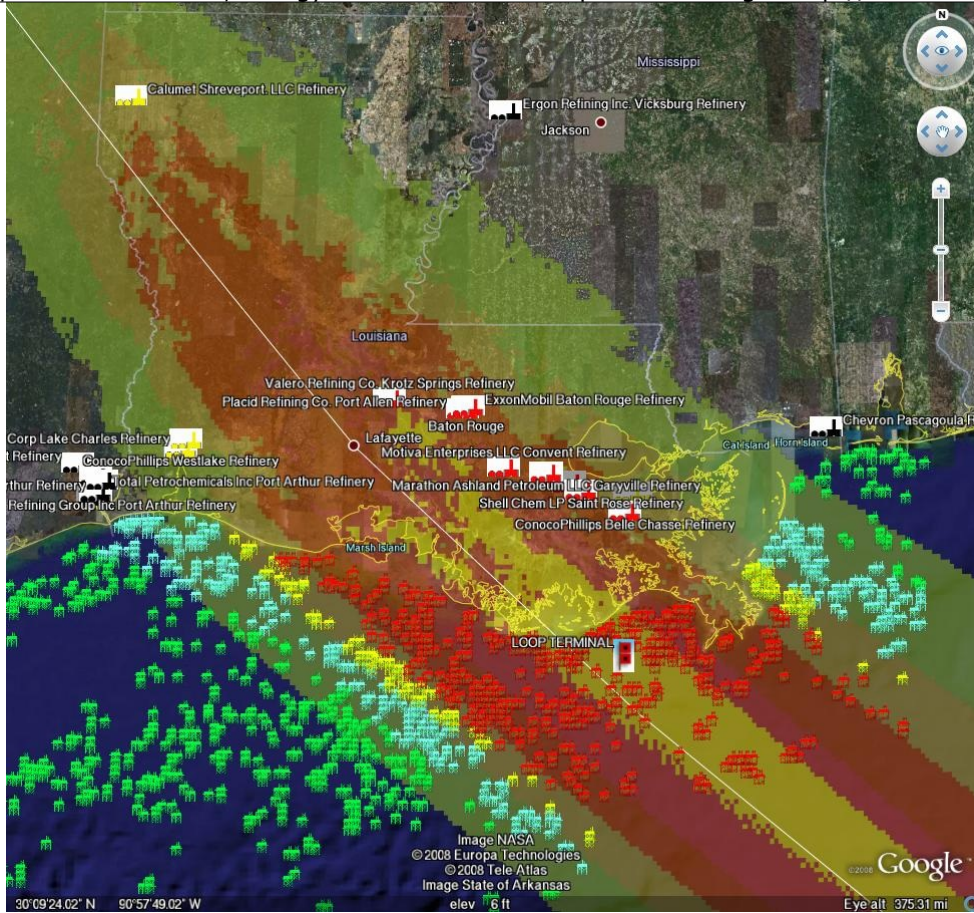 N
Mississippi
Calumet Shreveport. LLC Refinery
Ergon Refining Inc. Vicksburg Refinery
Jackson
Louisiana
Valero Refining Co. Krotz Springs Refinery
Placid Refining Co. Port Allen Refinery
ExxonMobil Baton Rouge Refinery
Baton Rouge
Chevron Pascagoula
Lafayette
Cat Island
Horn Island
Corp Lake Charles Refinery
Motiva Enterprises LLC Convent Refinery
ConocoPhillips Westlake Refinery
Total Petrochemicals Inc Port Arthur Refinery
Marathon Ashland Petroleum LLC Garyville Refinery
Shell Chem LP Saint Rose Refinery
Refining Group Inc Port Arthur Refinery
ConocoPhillips Belle Chasse Refinery
Marsh Island
LOOP TERMINAL
Image NASA
© 2008 Europa Technologies
© 2008 Tele Atlas
Image State of Arkansas
©2008 Google
30°09'24.02" N 90°57'49.02" W elev 6 ft Eye alt 375.31 mi